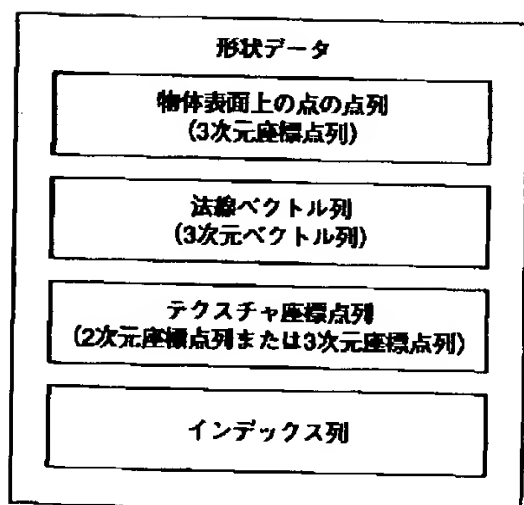 形状データ
物体表面上の点の点列
(3次元座標点列)
法線ベクトル列
(3次元ベクトル列)
テクスチャ座標点列
(2次元座標点列または3次元座標点列)
インデックス列